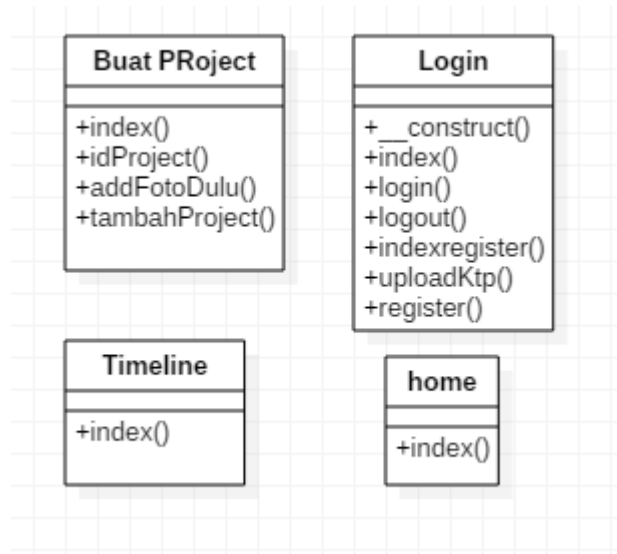 Buat PRoject
+index()
+idProject()
+addFotoDulu()
+tambahProject()
Login
+__construct()
+index()
+login()
+logout()
+indexregister()
+uploadKtp()
+register()
Timeline
+index()
home
+index()